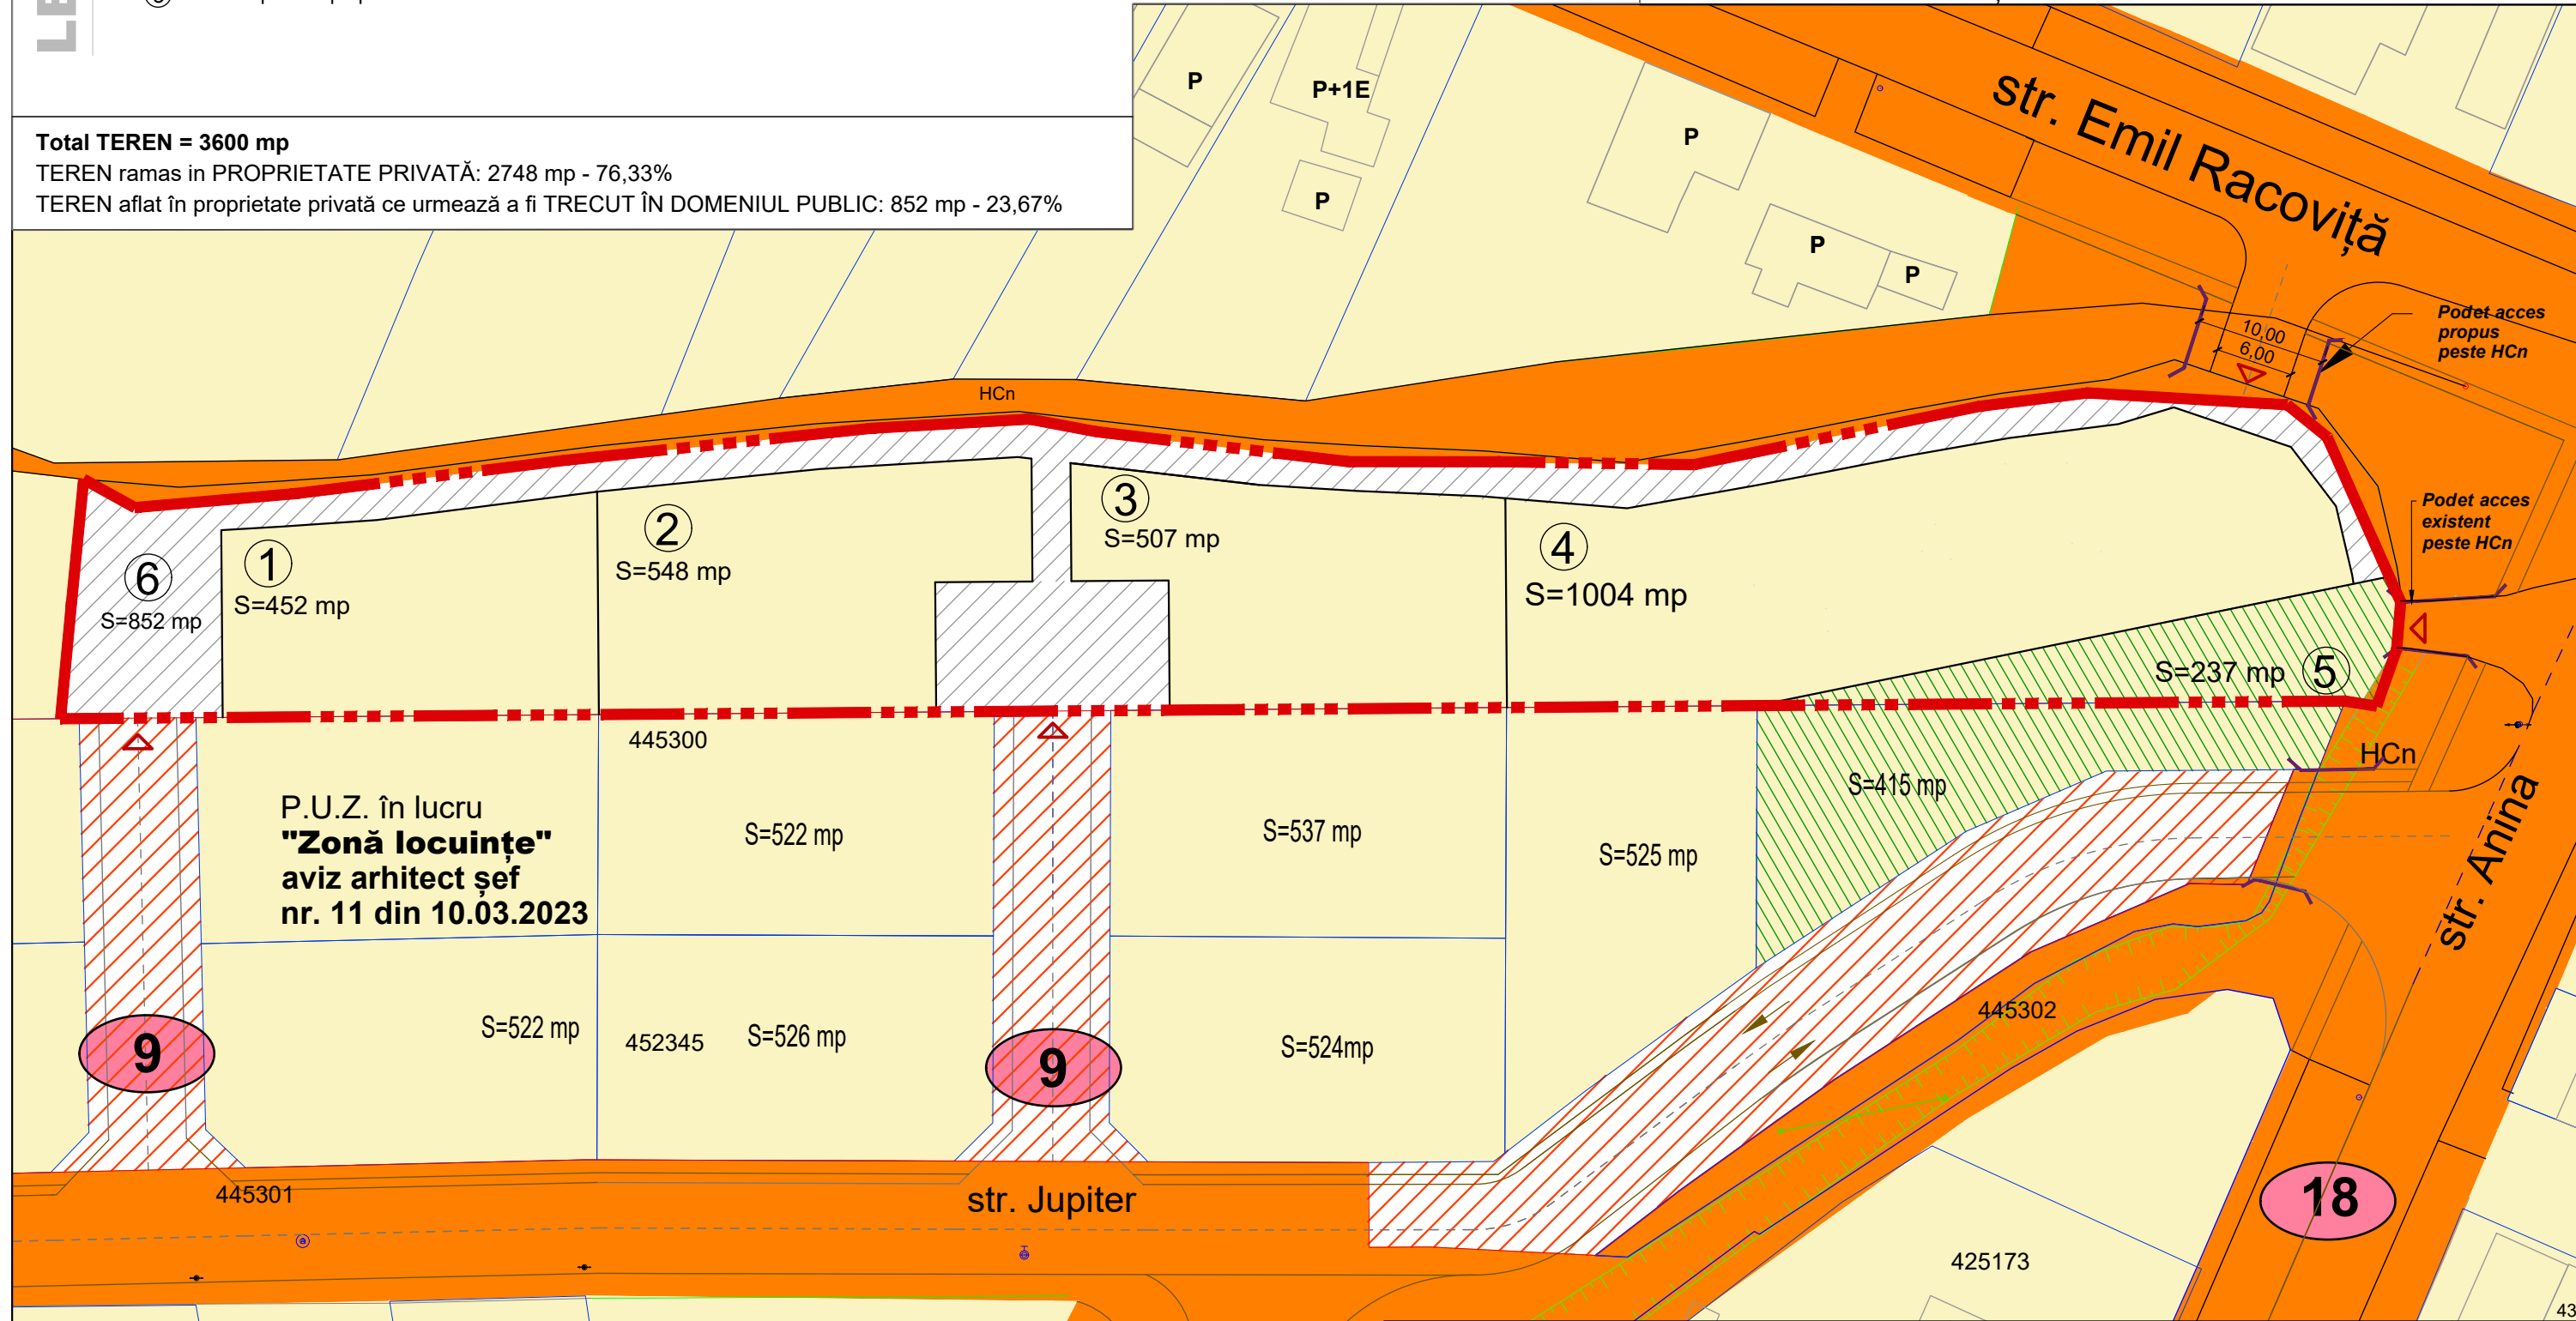 Total TEREN = 3600 mp
TEREN ramas in PROPRIETATE PRIVATĂ: 2748 mp - 76,33%
TEREN aflat în proprietate privată ce urmează a fi TRECUT ÎN DOMENIUL PUBLIC: 852 mp - 23,67%
P
P+1E
P
P
P
P
str. Emil Racoviță
10,00
6,00
Podet acces
propus
peste HCn
HCn
Podet acces
existent
peste HCn
1
S=452 mp
2
S=548 mp
3
S=507 mp
4
S=1004 mp
6
S=852 mp
S=237 mp 5
445300
HCn
P.U.Z. în lucru
"Zonă locuințe"
aviz arhitect șef
nr. 11 din 10.03.2023
S=522 mp
S=537 mp
S=525 mp
S=415 mp
str. Anina
9
S=522 mp
452345
S=526 mp
9
S=524mp
445302
445301
str. Jupiter
18
425173
43